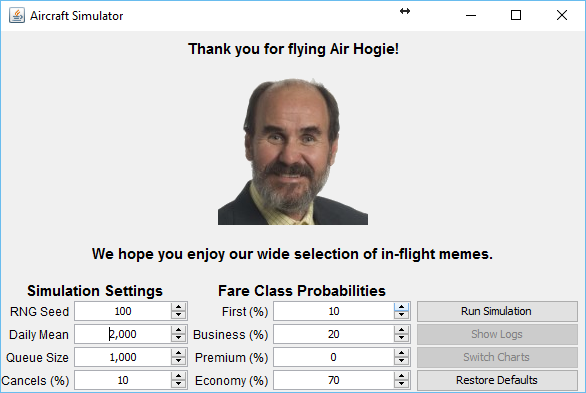 Aircraft Simulator
Thank you for flying Air Hogie!
We hope you enjoy our wide selection of in-flight memes.
Simulation Settings Fare Class Probabilities
RNG Seed 100 First (%) 10 Run Simulation
Daily Mean 2,000 Business (%) 20 Show Logs
Queue Size 1,000 Premium (%) 0 Switch Charts
Cancels (%) 10 Economy (%) 70 Restore Defaults